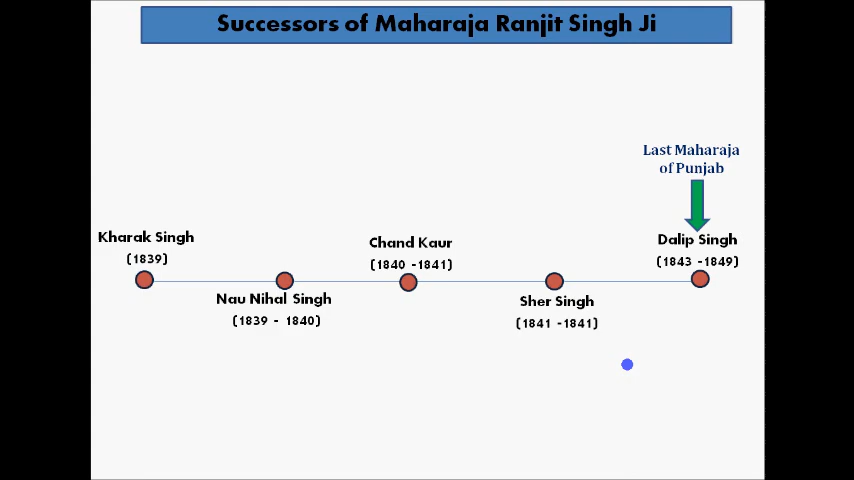 Successors of Maharaja Ranjit Singh Ji
Last Maharaja
of Punjab
Kharak Singh
(1839)
Nau Nihal Singh
(1839 - 1840)
Chand Kaur
(1840 -1841)
Sher Singh
(1841 -1841)
Dalip Singh
(1843 -1849)